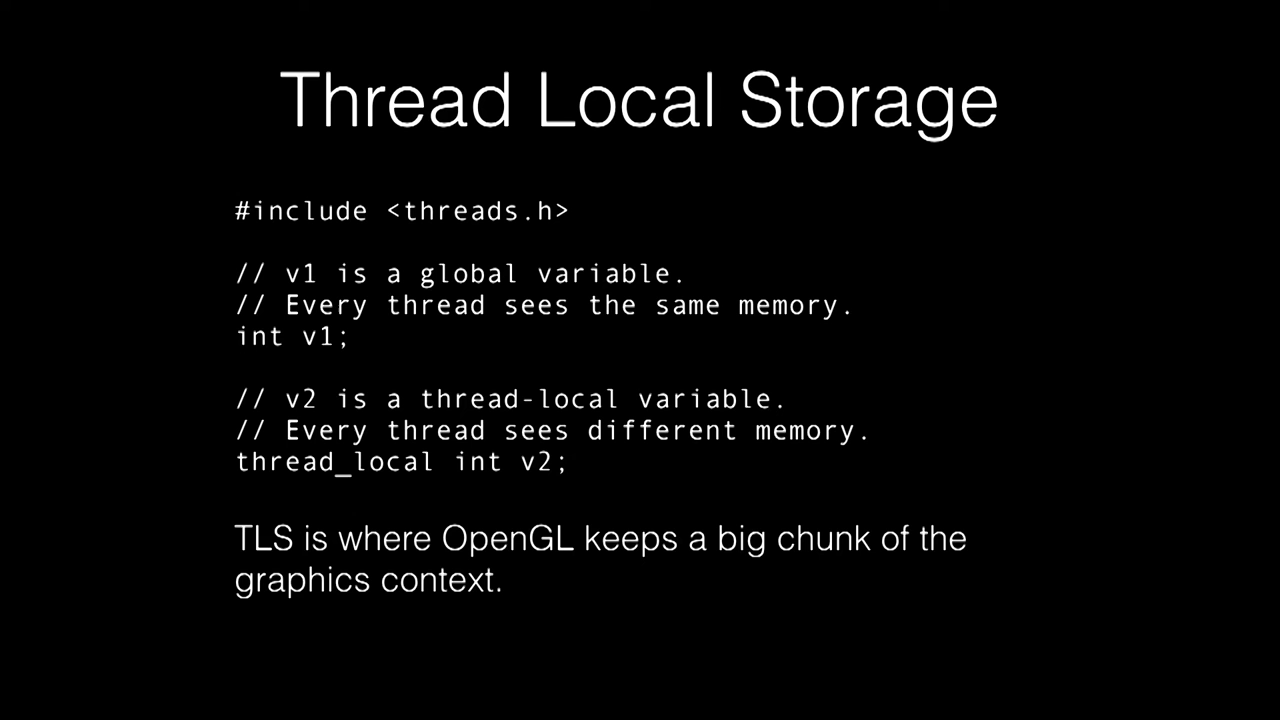 Thread Local Storage
#include <threads.h>
// v1 is a global variable.
// Every thread sees the same memory.
int v1;
// v2 is a thread-local variable.
// Every thread sees different memory.
thread_local int v2;
TLS is where OpenGL keeps a big chunk of the
graphics context.